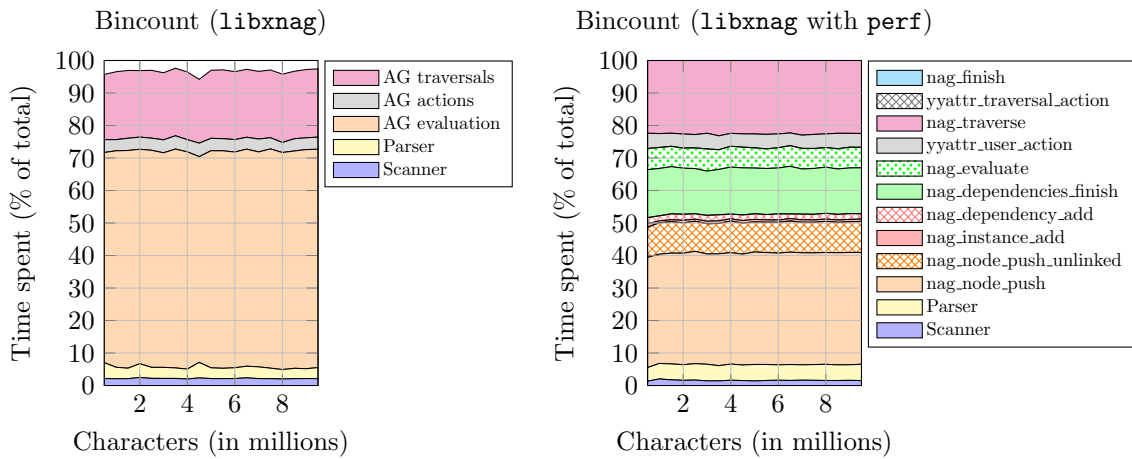 Bincount (libxnag)
Time spent (% of total)
100
90
80
70
60
50
40
30
20
10
0
2 4 6 8
Characters (in millions)
AG traversals
AG actions
AG evaluation
Parser
Scanner
Bincount (libxnag with perf)
Time spent (% of total)
100
90
80
70
60
50
40
30
20
10
0
2 4 6 8
Characters (in millions)
nag_finish
yyattr_traversal_action
nag_traverse
yyattr_user_action
nag_evaluate
nag_dependencies_finish
nag_dependency_add
nag_instance_add
nag_node_push_unlinked
nag_node_push
Parser
Scanner